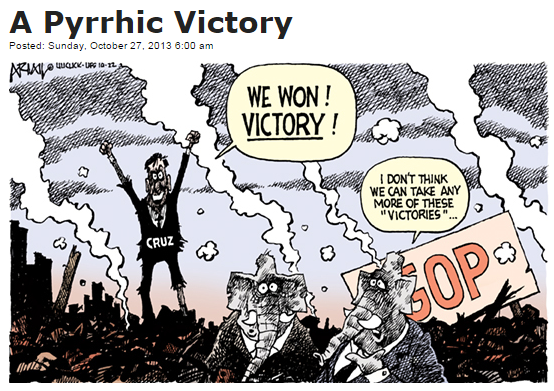 A Pyrrhic Victory
Posted: Sunday, October 27, 2013 6:00 am
WE WON!
VICTORY!
I DON'T THINK
WE CAN TAKE ANY
MORE OF THESE
"VICTORIES"...
CRUZ
GOP